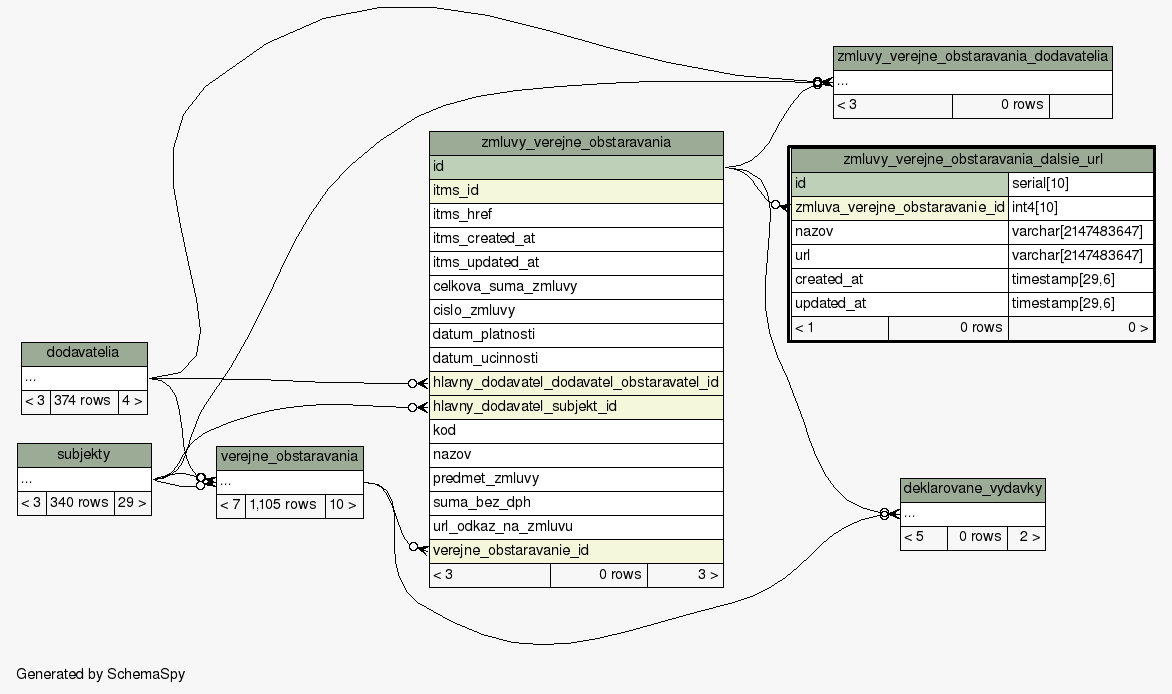 zmluvy_verejne_obstaravania_dodavatelia
...
< 3 0 rows
zmluvy_verejne_obstaravania
id
itms_id
itms_href
itms_created_at
itms_updated_at
celkova_suma_zmluvy
cislo_zmluvy
datum_platnosti
datum_ucinnosti
hlavny_dodavatel_dodavatel_obstaravatel_id
hlavny_dodavatel_subjekt_id
kod
nazov
predmet_zmluvy
suma_bez_dph
url_odkaz_na_zmluvu
verejne_obstaravanie_id
< 3 0 rows 3 >
zmluvy_verejne_obstaravania_dalsie_url
id serial[10]
zmluva_verejne_obstaravanie_id int4[10]
nazov varchar[2147483647]
url varchar[2147483647]
created_at timestamp[29,6]
updated_at timestamp[29,6]
< 1 0 rows 0 >
dodavatelia
...
< 3 374 rows 4 >
subjekty
...
< 3 340 rows 29 >
verejne_obstaravania
...
< 7 1,105 rows 10 >
deklarovane_vydavky
...
< 5 0 rows 2 >
Generated by SchemaSpy